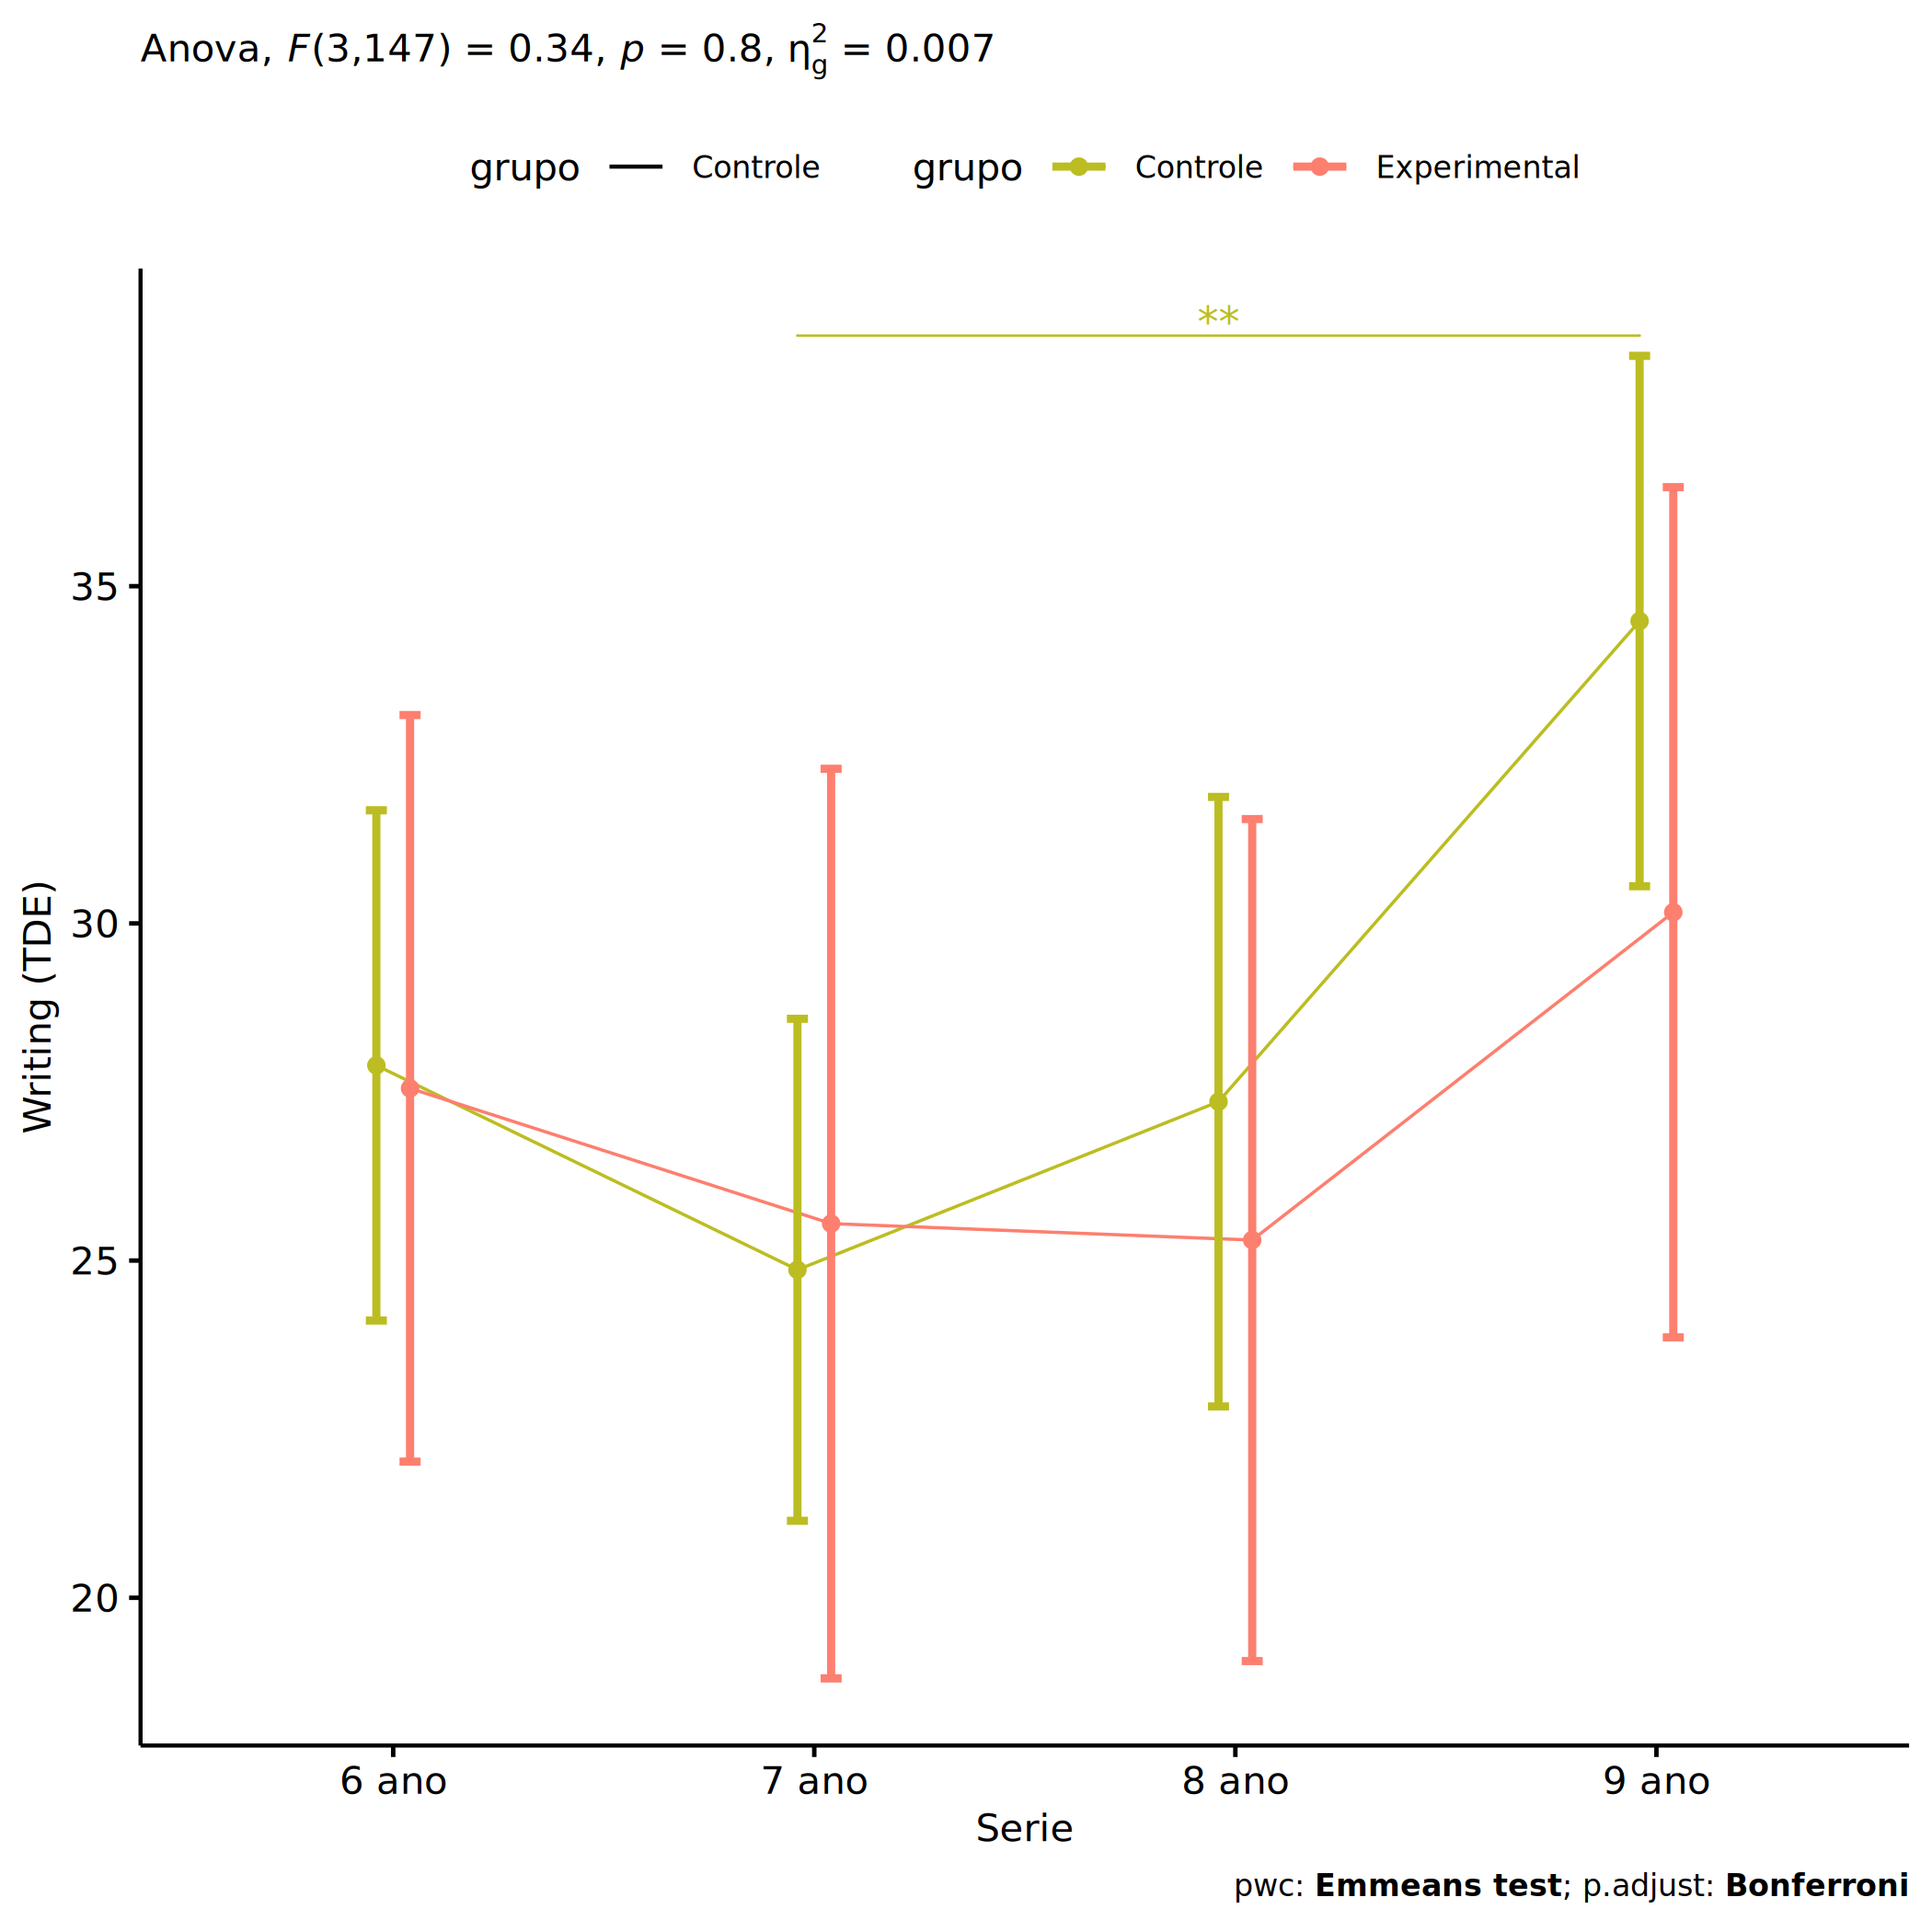 Anova, F(3,147) = 0.34, p = 0.8, η²g = 0.007
grupo Controle grupo Controle Experimental
**
35
30
25
20
Writing (TDE)
6 ano 7 ano 8 ano 9 ano
Serie
pwc: Emmeans test; p.adjust: Bonferroni